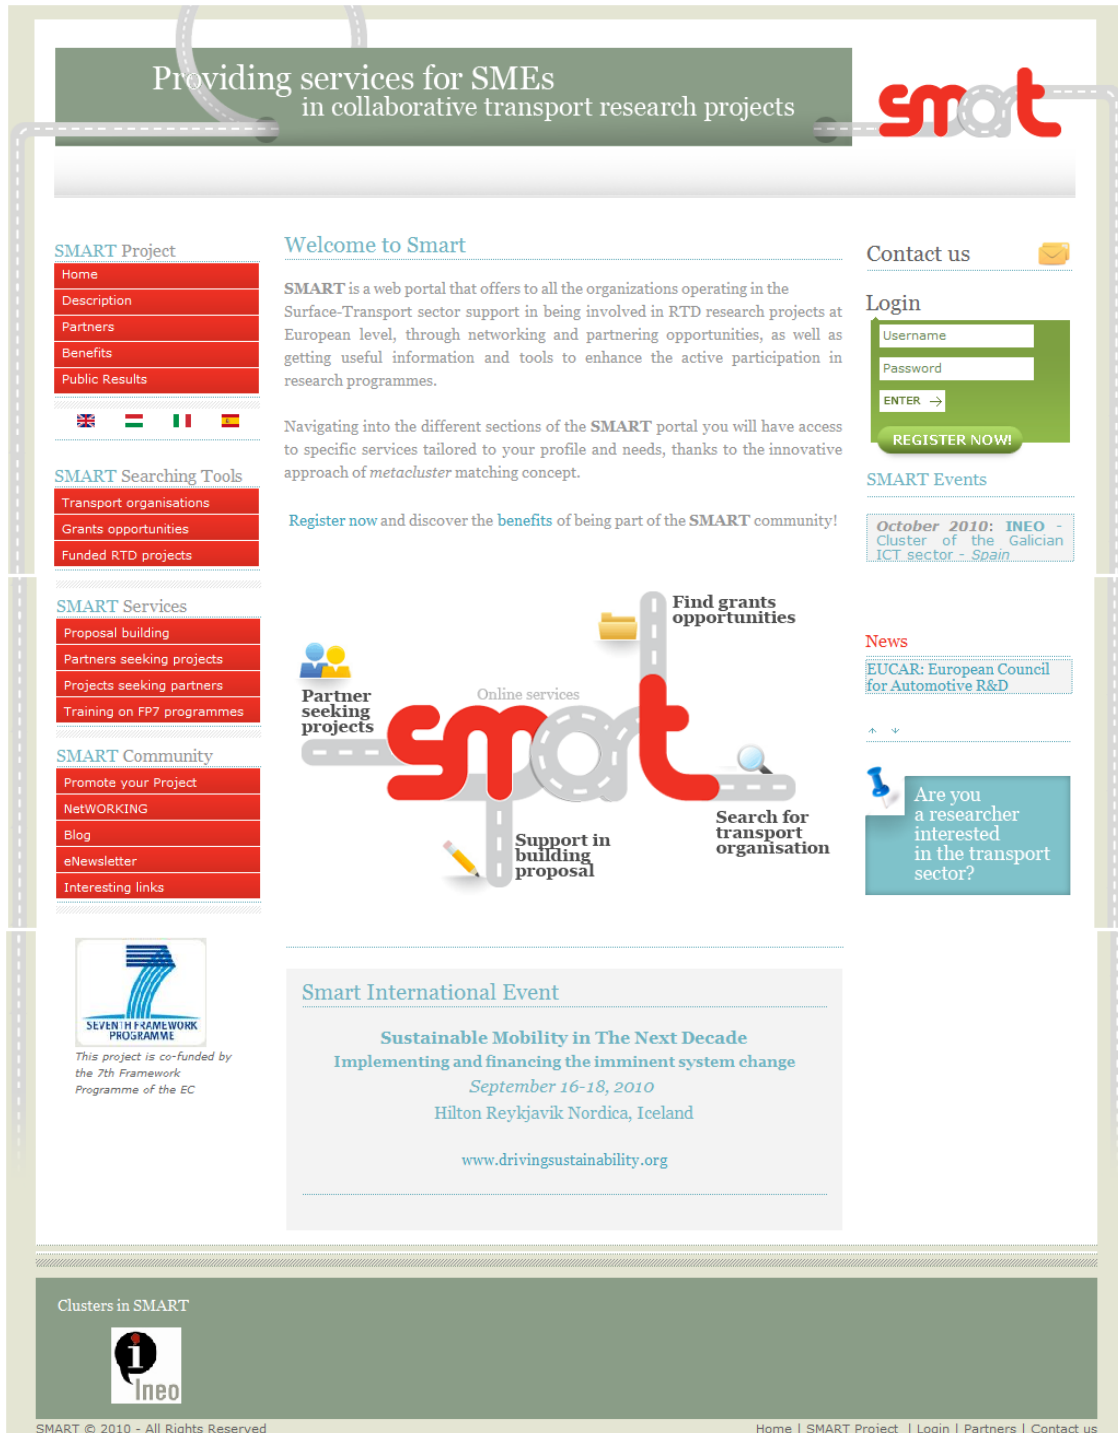 Providing services for SMEs
in collaborative transport research projects
smart
SMART Project
Home
Description
Partners
Benefits
Public Results
SMART Searching Tools
Transport organisations
Grants opportunities
Funded RTD projects
SMART Services
Proposal building
Partners seeking projects
Projects seeking partners
Training on FP7 programmes
SMART Community
Promote your Project
NetWORKING
Blog
eNewsletter
Interesting links
7
SEVENTH FRAMEWORK
PROGRAMME
This project is co-funded by
the 7th Framework
Programme of the EC
Welcome to Smart
SMART is a web portal that offers to all the organizations operating in the
Surface-Transport sector support in being involved in RTD research projects at
European level, through networking and partnering opportunities, as well as
getting useful information and tools to enhance the active participation in
research programmes.
Navigating into the different sections of the SMART portal you will have access
to specific services tailored to your profile and needs, thanks to the innovative
approach of metacluster matching concept.
Register now and discover the benefits of being part of the SMART community!
Find grants
opportunities
Partner
seeking
projects
Online services
smart
Search for
transport
organisation
Support in
building
proposal
Smart International Event
Sustainable Mobility in The Next Decade
Implementing and financing the imminent system change
September 16-18, 2010
Hilton Reykjavik Nordica, Iceland
www.drivingsustainability.org
Contact us
Login
Username
Password
ENTER →
REGISTER NOW!
SMART Events
October 2010: INEO -
Cluster of the Galician
ICT sector - Spain
News
EUCAR: European Council
for Automotive R&D
Are you
a researcher
interested
in the transport
sector?
Clusters in SMART
i
Ineo
SMART © 2010 - All Rights Reserved
Home | SMART Project | Login | Partners | Contact us